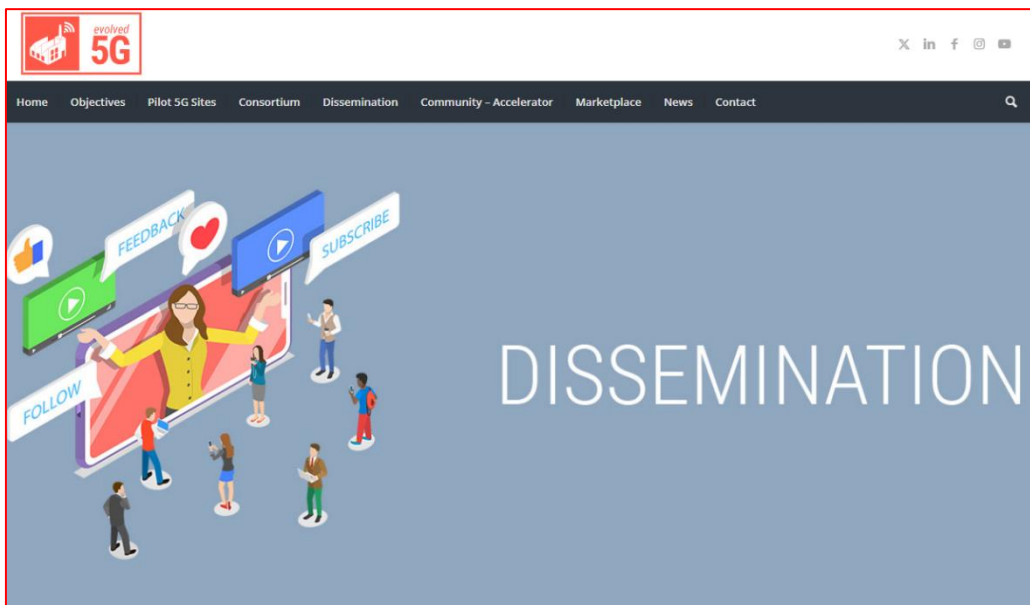 evolved
5G
Home Objectives Pilot 5G Sites Consortium Dissemination Community – Accelerator Marketplace News Contact
FEEDBACK
SUBSCRIBE
FOLLOW
DISSEMINATION